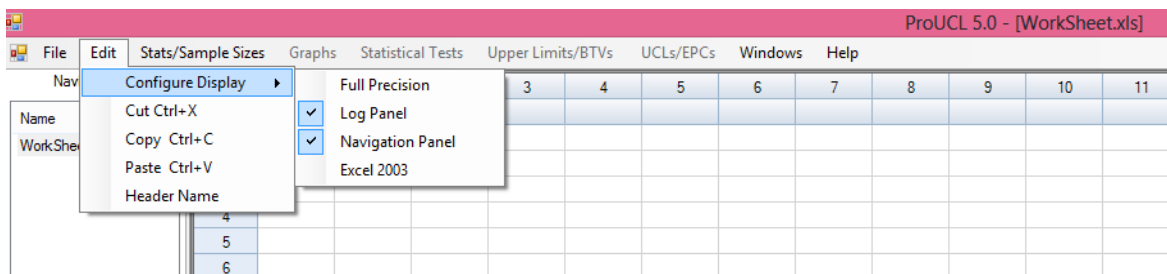 ProUCL 5.0 - [WorkSheet.xls]
File Edit Stats/Sample Sizes Graphs Statistical Tests Upper Limits/BTVs UCLs/EPCs Windows Help
Nav
Configure Display
Full Precision
3 4 5 6 7 8 9 10 11
Name
Cut Ctrl+X
Log Panel
WorkShe
Copy Ctrl+C
Navigation Panel
Paste Ctrl+V
Excel 2003
Header Name
4
5
6